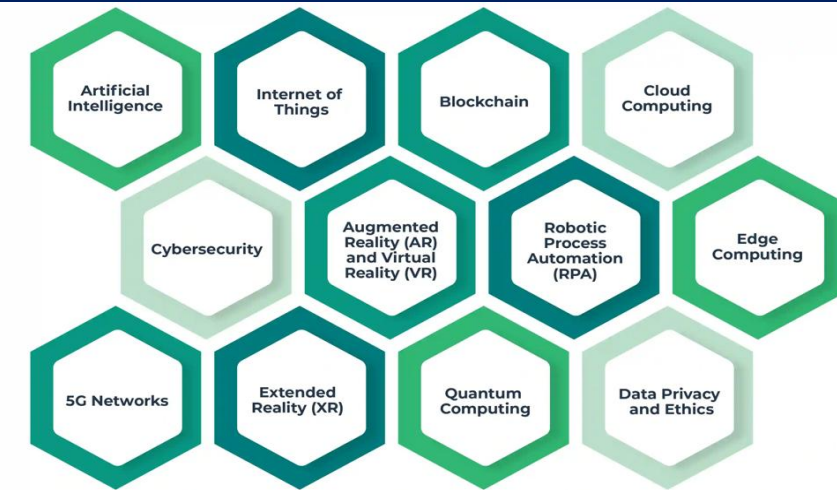 Artificial
Intelligence
Internet of
Things
Blockchain
Cloud
Computing
Cybersecurity
Augmented
Reality (AR)
and Virtual
Reality (VR)
Robotic
Process
Automation
(RPA)
Edge
Computing
5G Networks
Extended
Reality (XR)
Quantum
Computing
Data Privacy
and Ethics